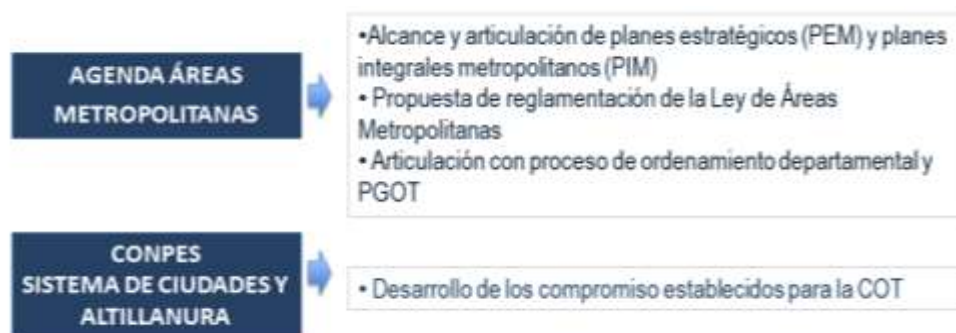 AGENDA ÁREAS
METROPOLITANAS
•Alcance y articulación de planes estratégicos (PEM) y planes
integrales metropolitanos (PIM)
• Propuesta de reglamentación de la Ley de Áreas
Metropolitanas
• Articulación con proceso de ordenamiento departamental y
PGOT
CONPES
SISTEMA DE CIUDADES Y
ALTILLANURA
• Desarrollo de los compromiso establecidos para la COT